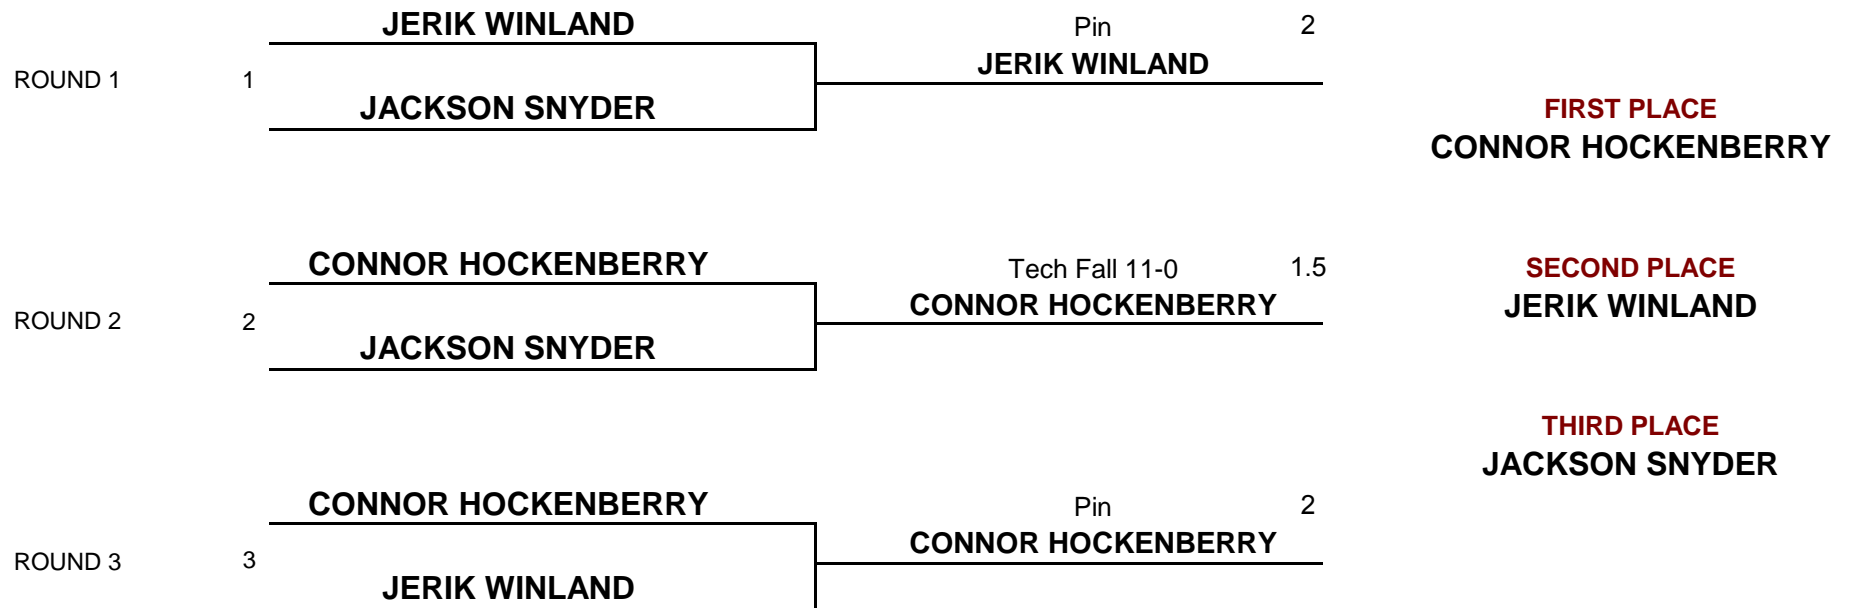 JERIK WINLAND
Pin 2
JERIK WINLAND
ROUND 1 1
JACKSON SNYDER
FIRST PLACE
CONNOR HOCKENBERRY
CONNOR HOCKENBERRY
Tech Fall 11-0 1.5
CONNOR HOCKENBERRY
SECOND PLACE
JERIK WINLAND
ROUND 2 2
JACKSON SNYDER
THIRD PLACE
JACKSON SNYDER
CONNOR HOCKENBERRY
Pin 2
CONNOR HOCKENBERRY
ROUND 3 3
JERIK WINLAND